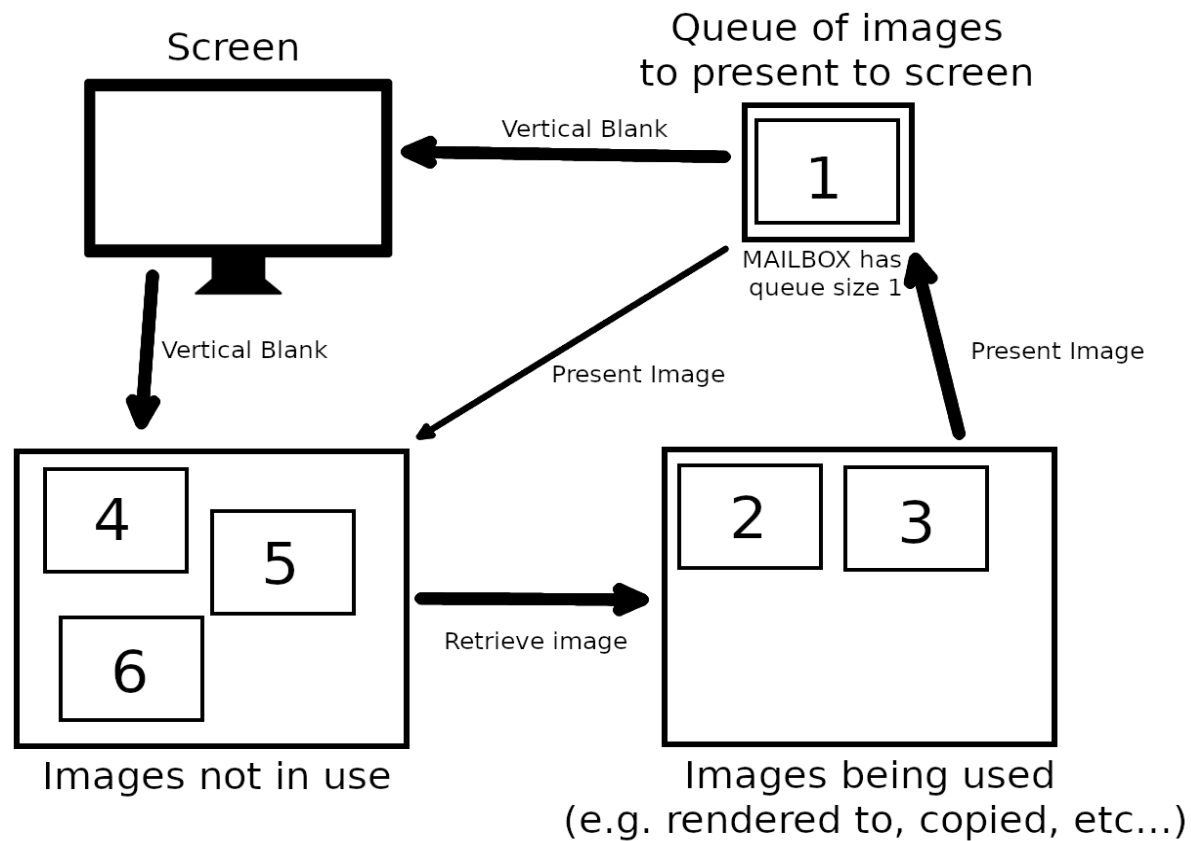 Screen
Queue of images
to present to screen
Vertical Blank
1
MAILBOX has
queue size 1
Vertical Blank
Present Image
Present Image
4
5
6
Retrieve image
2
3
Images not in use
Images being used
(e.g. rendered to, copied, etc...)